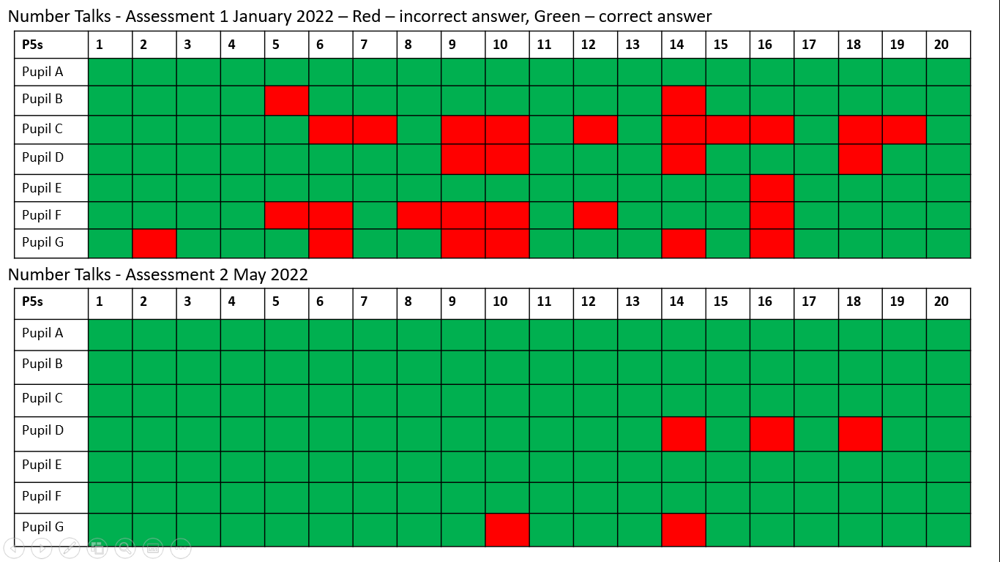 Number Talks - Assessment 1 January 2022 – Red – incorrect answer, Green – correct answer
P5s 1 2 3 4 5 6 7 8 9 10 11 12 13 14 15 16 17 18 19 20
Pupil A
Pupil B
Pupil C
Pupil D
Pupil E
Pupil F
Pupil G
Number Talks - Assessment 2 May 2022
P5s 1 2 3 4 5 6 7 8 9 10 11 12 13 14 15 16 17 18 19 20
Pupil A
Pupil B
Pupil C
Pupil D
Pupil E
Pupil F
Pupil G